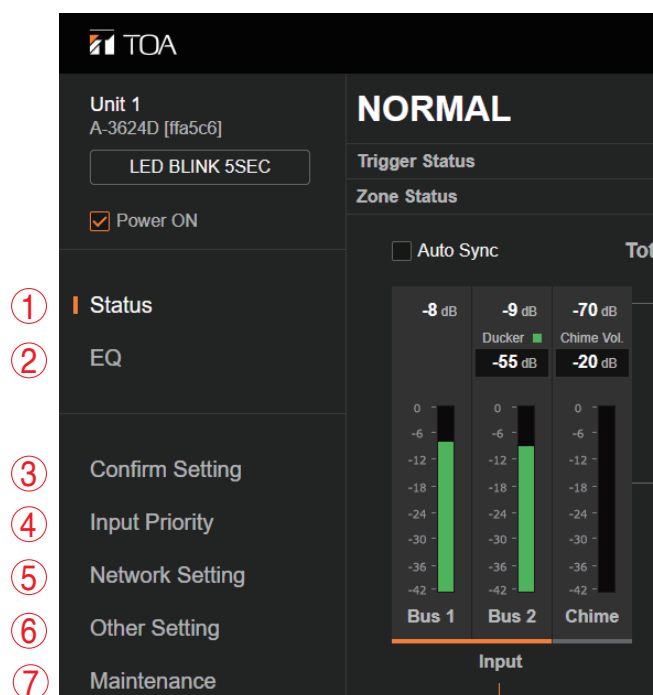 TOA
Unit 1
A-3624D [ffa5c6]
LED BLINK 5SEC
Power ON
① Status
② EQ
③ Confirm Setting
④ Input Priority
⑤ Network Setting
⑥ Other Setting
⑦ Maintenance
NORMAL
Trigger Status
Zone Status
Auto Sync Tot
-8 dB -9 dB -70 dB
Ducker Chime Vol.
-55 dB -20 dB
0 0 0
-6 -6 -6
-12 -12 -12
-18 -18 -18
-24 -24 -24
-30 -30 -30
-36 -36 -36
-42 -42 -42
Bus 1 Bus 2 Chime
Input